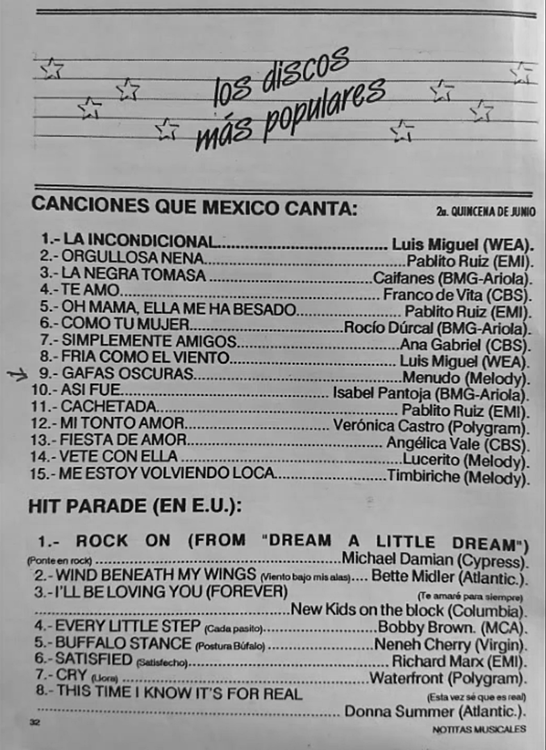 los discos
más populares
CANCIONES QUE MEXICO CANTA: 2a. QUINCENA DE JUNIO
1.- LA INCONDICIONAL................................ Luis Miguel (WEA).
2.- ORGULLOSA NENA................................Pablito Ruiz (EMI).
3.- LA NEGRA TOMASA ................................Caifanes (BMG-Ariola).
4.- TE AMO................................Franco de Vita (CBS).
5.- OH MAMA, ELLA ME HA BESADO................................Pablito Ruiz (EMI).
6.- COMO TU MUJER................................Rocío Dúrcal (BMG-Ariola).
7.- SIMPLEMENTE AMIGOS................................Ana Gabriel (CBS).
8.- FRIA COMO EL VIENTO................................Luis Miguel (WEA).
9.- GAFAS OSCURAS................................Menudo (Melody).
10.- ASI FUE................................ Isabel Pantoja (BMG-Ariola).
11.- CACHETADA................................Pablito Ruiz (EMI).
12.- MI TONTO AMOR................................ Verónica Castro (Polygram).
13.- FIESTA DE AMOR................................Angélica Vale (CBS).
14.- VETE CON ELLA ................................Lucerito (Melody).
15.- ME ESTOY VOLVIENDO LOCA................................Timbiriche (Melody).
HIT PARADE (EN E.U.):
1.- ROCK ON (FROM "DREAM A LITTLE DREAM")
(Ponte en rock) ................................Michael Damian (Cypress).
2.- WIND BENEATH MY WINGS (Viento bajo mis alas).... Bette Midler (Atlantic.).
3.- I'LL BE LOVING YOU (FOREVER) (Te amaré para siempre)
................................New Kids on the block (Columbia).
4.- EVERY LITTLE STEP (Cada pasito)................................Bobby Brown. (MCA).
5.- BUFFALO STANCE (Postura Búfalo)................................Neneh Cherry (Virgin).
6.- SATISFIED (Satisfecho)................................Richard Marx (EMI).
7.- CRY (Llora)................................Waterfront (Polygram).
8.- THIS TIME I KNOW IT'S FOR REAL (Esta vez sé que es real)
................................Donna Summer (Atlantic.).
32 NOTITAS MUSICALES